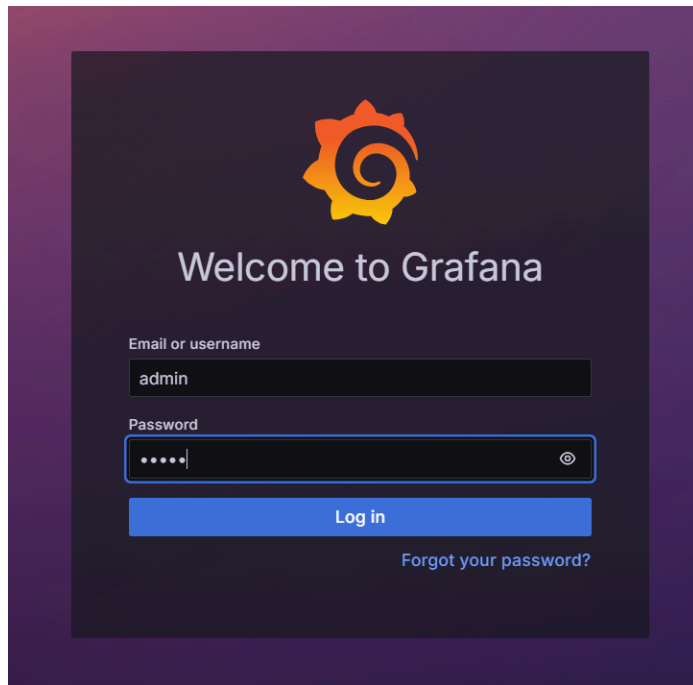 Welcome to Grafana
Email or username
admin
Password
•••••
Log in
Forgot your password?